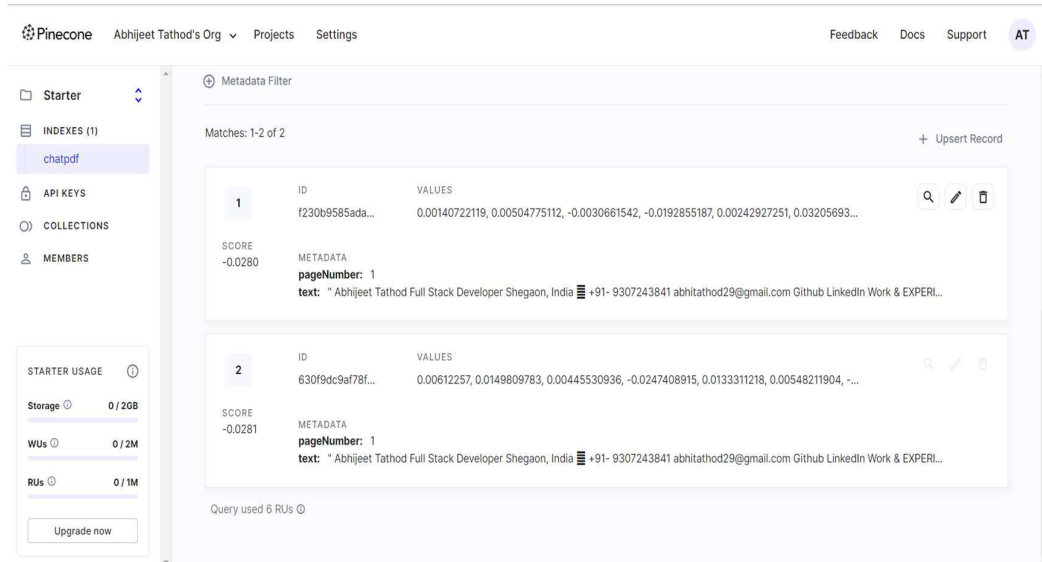 Pinecone Abhijeet Tathod's Org Projects Settings Feedback Docs Support AT
Starter
INDEXES (1)
chatpdf
API KEYS
COLLECTIONS
MEMBERS
STARTER USAGE
Storage 0 / 2GB
WUs 0 / 2M
RUs 0 / 1M
Upgrade now
Metadata Filter
Matches: 1-2 of 2
+ Upsert Record
1
ID VALUES
f230b9585ada... 0.00140722119, 0.00504775112, -0.0030661542, -0.0192855187, 0.00242927251, 0.03205693...
SCORE
-0.0280
METADATA
pageNumber: 1
text: " Abhijeet Tathod Full Stack Developer Shegaon, India +91- 9307243841 abhitathod29@gmail.com Github LinkedIn Work & EXPERI...
2
ID VALUES
630f9dc9af78f... 0.00612257, 0.0149809783, 0.00445530936, -0.0247408915, 0.0133311218, 0.00548211904, -...
SCORE
-0.0281
METADATA
pageNumber: 1
text: " Abhijeet Tathod Full Stack Developer Shegaon, India +91- 9307243841 abhitathod29@gmail.com Github LinkedIn Work & EXPERI...
Query used 6 RUs